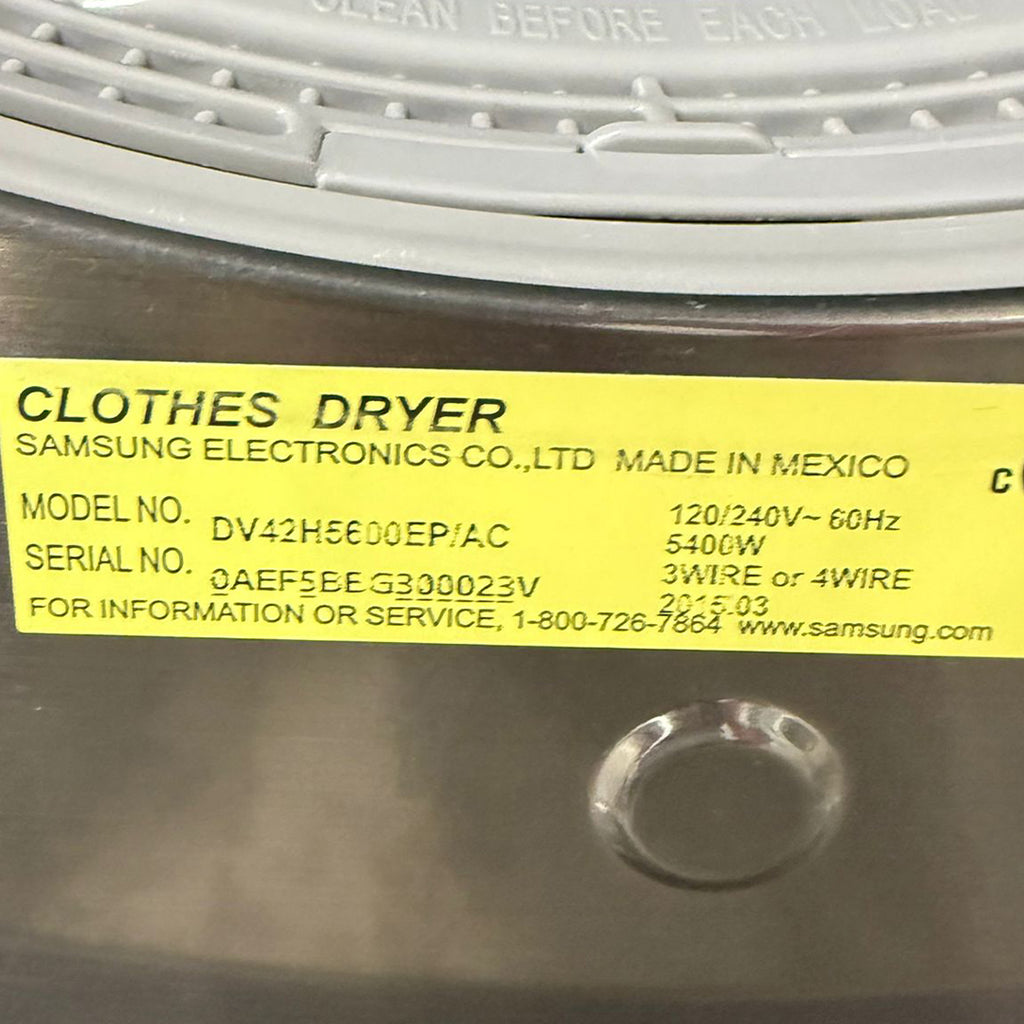 CLEAN BEFORE EACH LOAD
CLOTHES DRYER
SAMSUNG ELECTRONICS CO.,LTD MADE IN MEXICO
MODEL NO. DV42H5600EP/AC
120/240V~ 60Hz
5400W
SERIAL NO. 0AEF5BEG300023V
3WIRE or 4WIRE
2015.03
FOR INFORMATION OR SERVICE, 1-800-726-7864 www.samsung.com
c